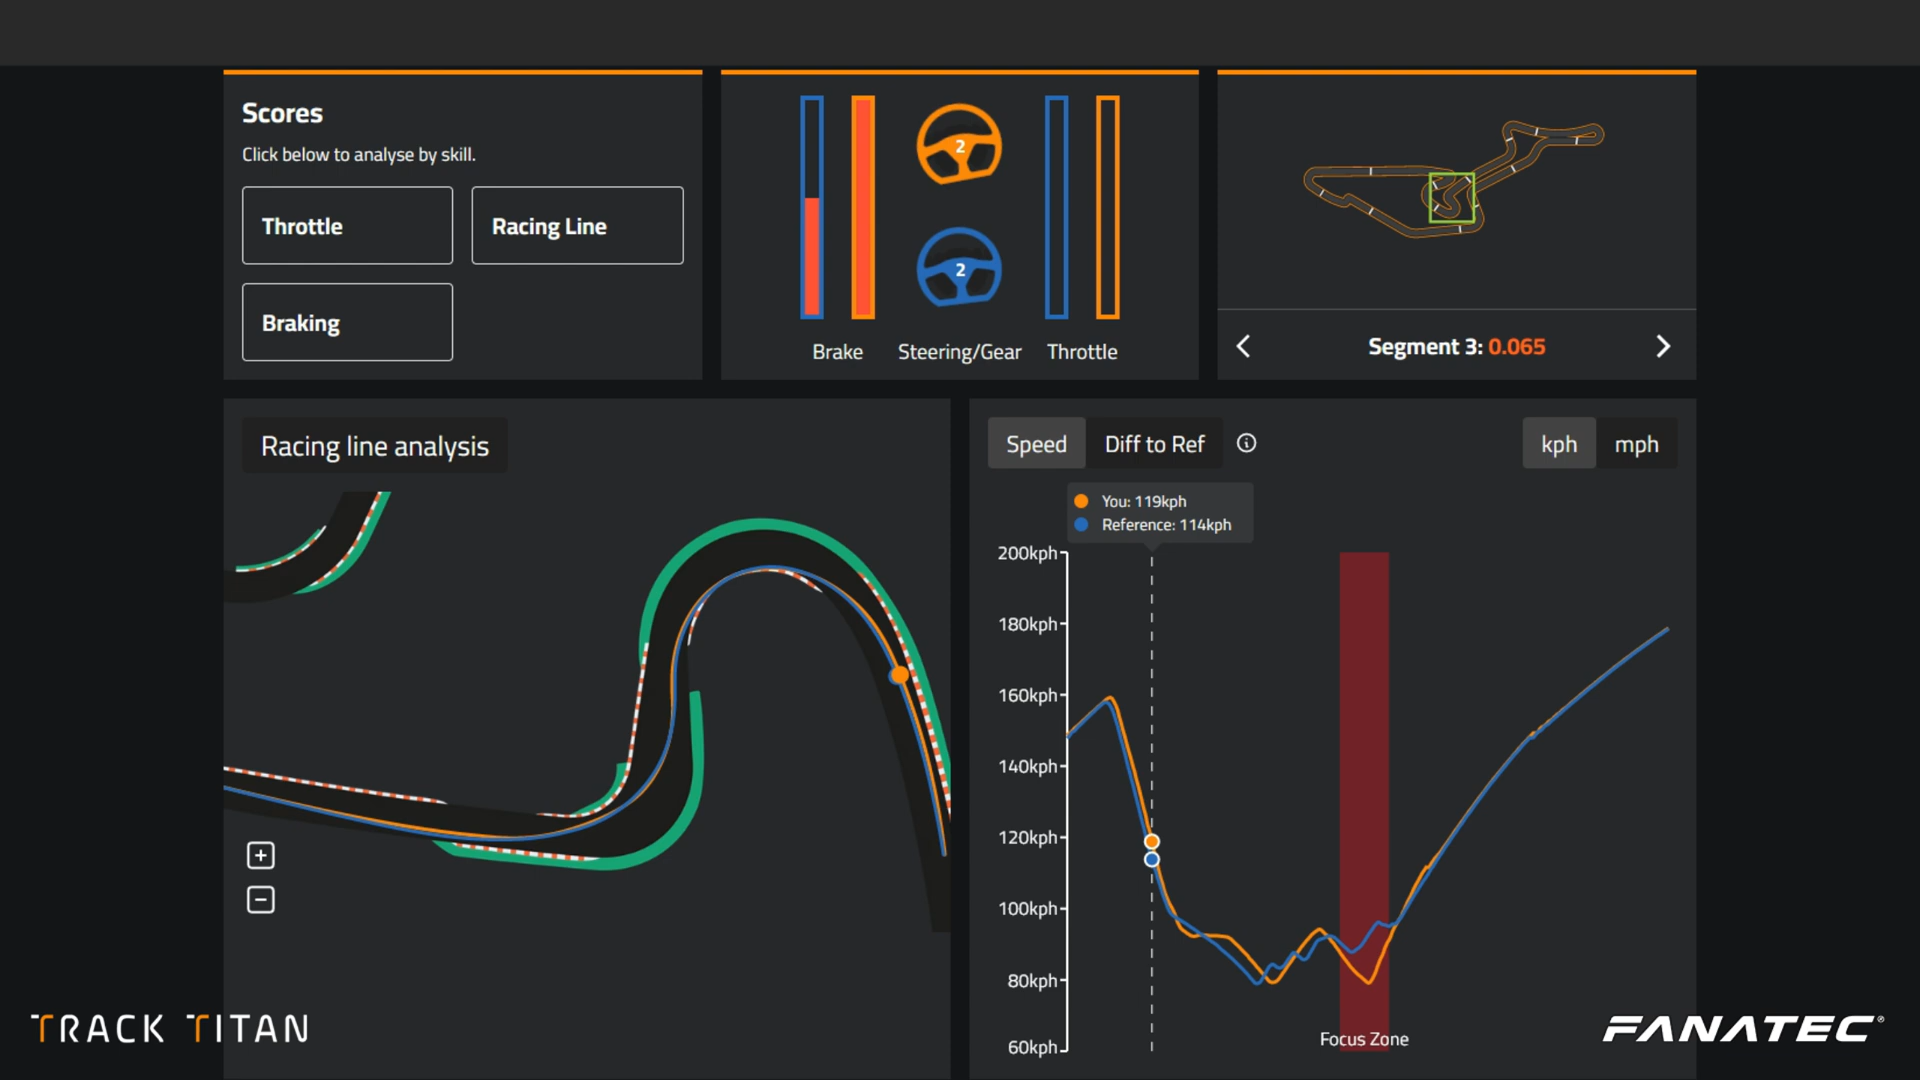 Scores
Click below to analyse by skill.
Throttle
Racing Line
Braking
2
2
Brake
Steering/Gear
Throttle
Segment 3: 0.065
Racing line analysis
Speed
Diff to Ref
kph
mph
You: 119kph
Reference: 114kph
200kph
180kph
160kph
140kph
120kph
100kph
80kph
60kph
Focus Zone
TRACK TITAN
FANATEC®